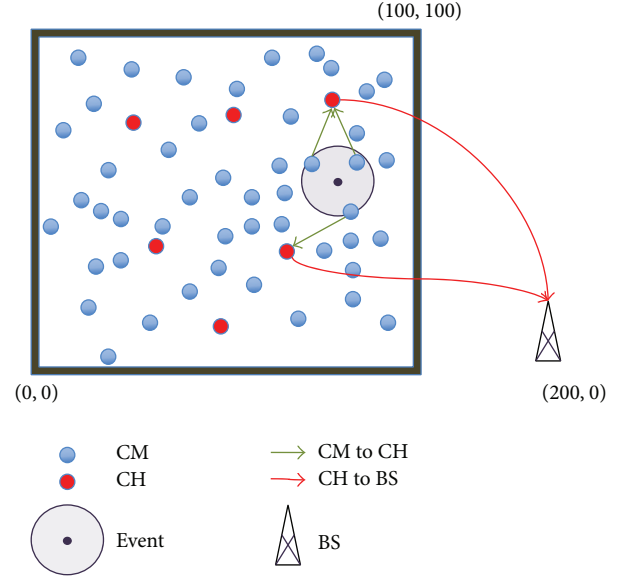 (100, 100)
(0, 0)
(200, 0)
CM
CM to CH
CH
CH to BS
Event
BS